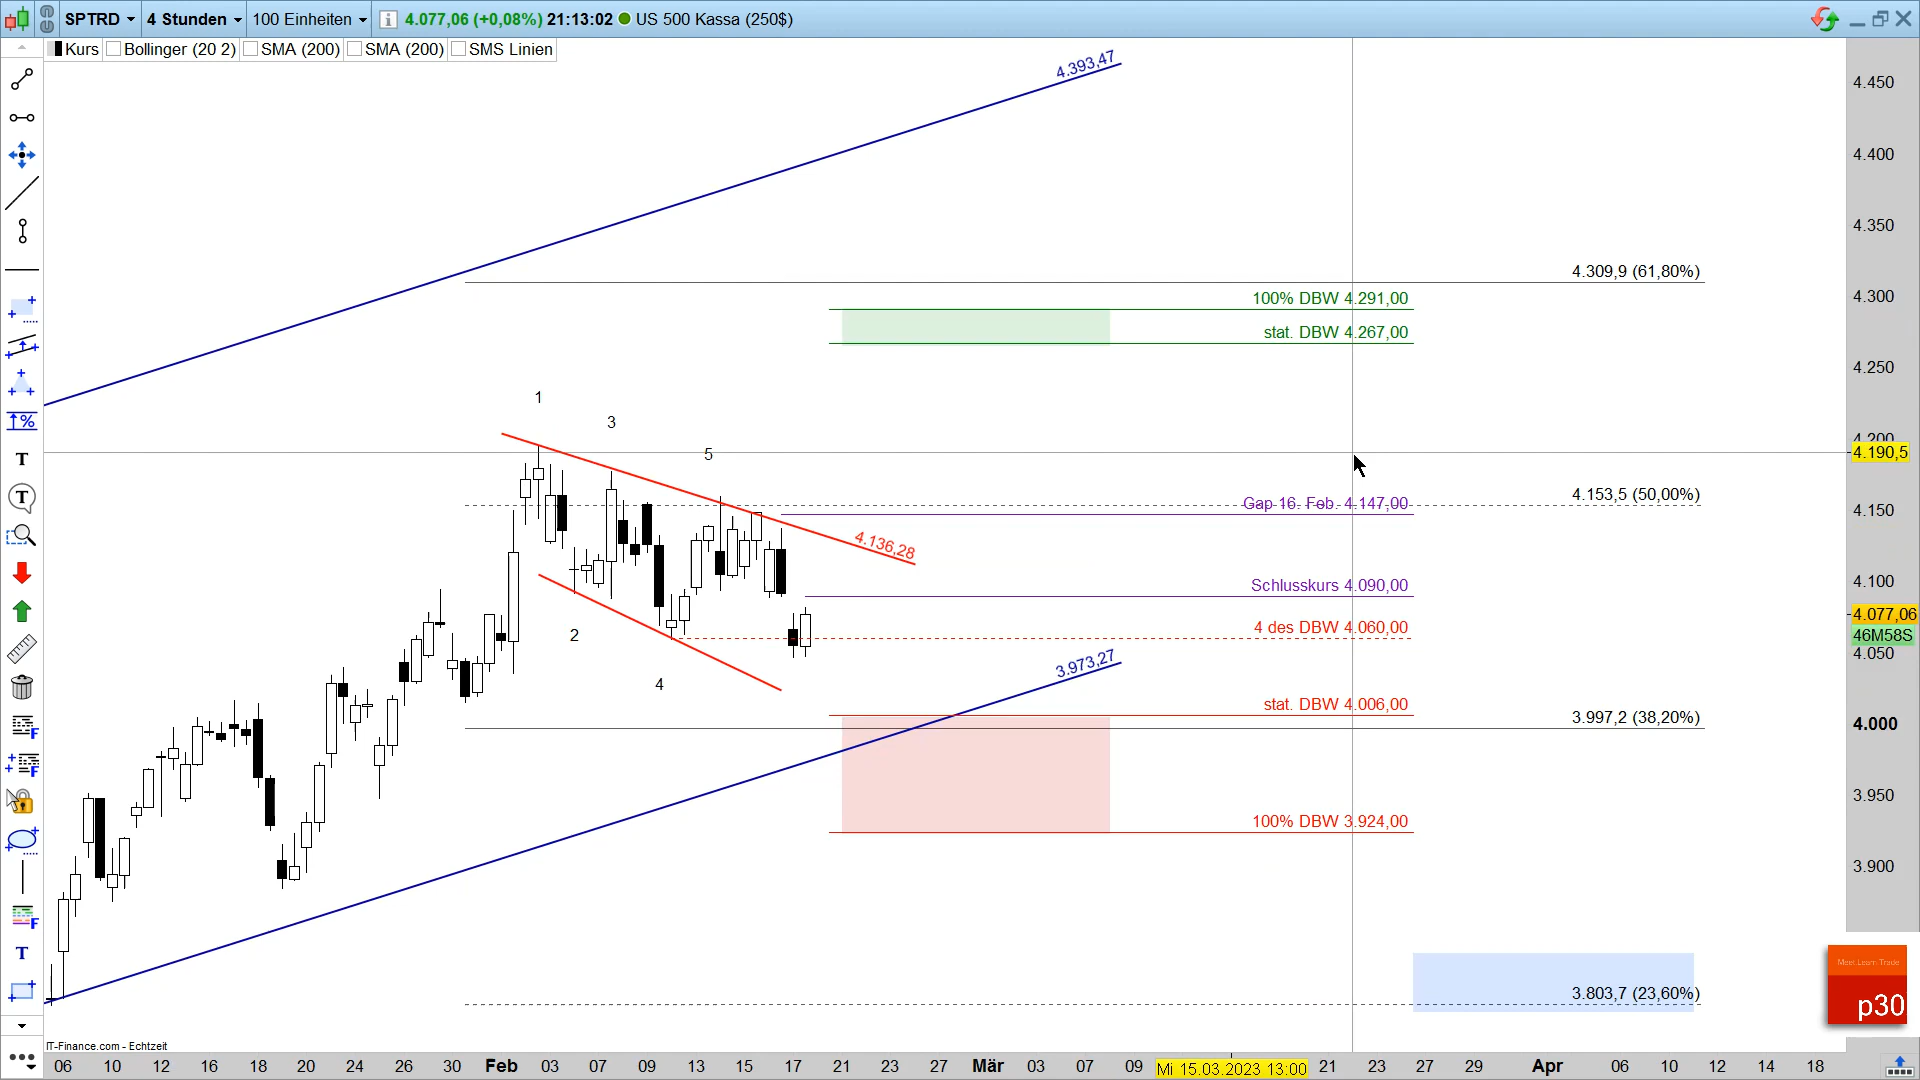 SPTRD 4 Stunden 100 Einheiten i 4.077,06 (+0,08%) 21:13:02 US 500 Kassa (250$)
Kurs Bollinger (20 2) SMA (200) SMA (200) SMS Linien
4.393,47
4.450
4.400
4.350
4.309,9 (61,80%)
100% DBW 4.291,00
4.300
stat. DBW 4.267,00
4.250
1
3
5
4.200
4.190,5
4.153,5 (50,00%)
Gap 16. Feb. 4.147,00
4.150
4.136,28
Schlusskurs 4.090,00
4.100
4.077,06
4 des DBW 4.060,00
46M58S
2
4.050
3.973,27
4
stat. DBW 4.006,00
3.997,2 (38,20%)
4.000
3.950
100% DBW 3.924,00
3.900
3.803,7 (23,60%)
Meet Learn Trade
p30
%
T
T
F
F
F
T
IT-Finance.com - Echtzeit
06 10 12 16 18 20 24 26 30 Feb 03 07 09 13 15 17 21 23 27 Mär 03 07 09 Mi 15.03.2023 13:00 21 23 27 29 Apr 06 10 12 14 18